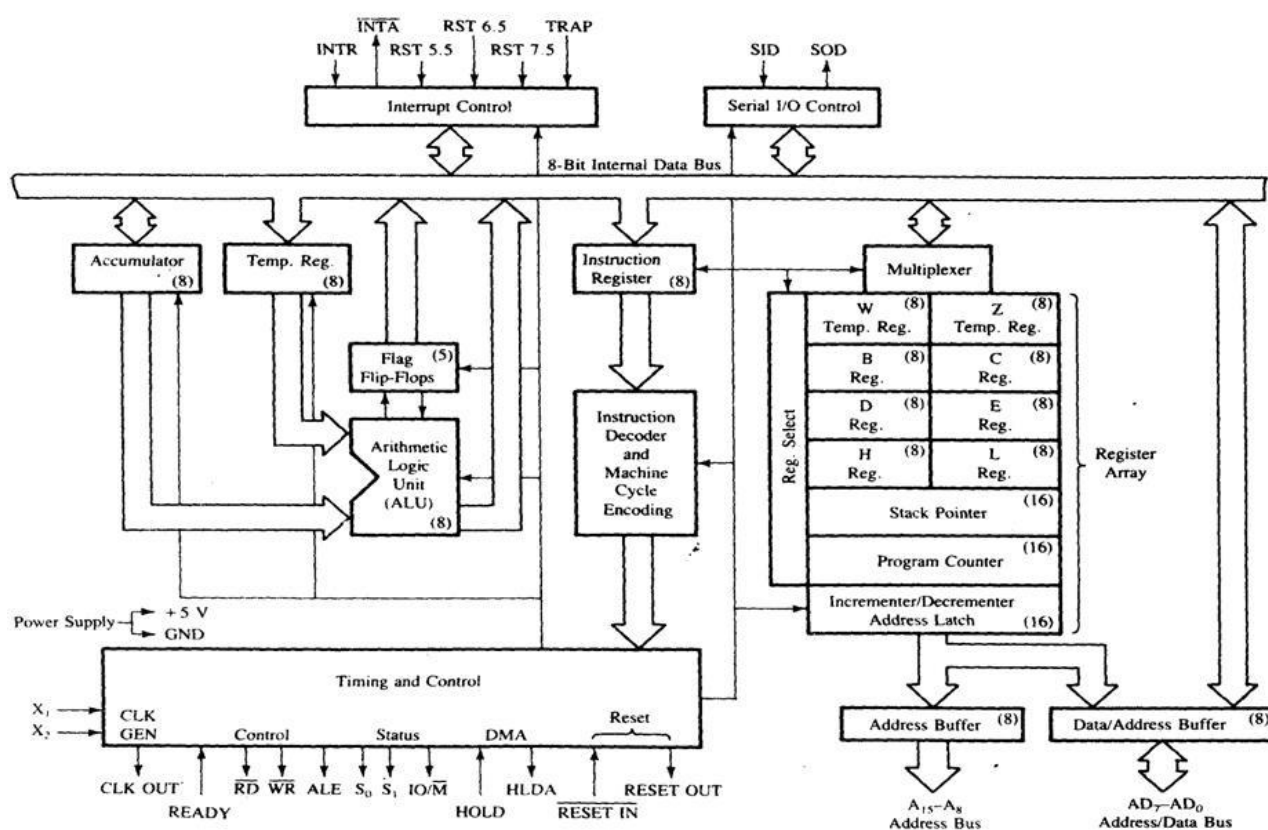 INTA
RST 6.5
TRAP
INTR
RST 5.5
RST 7.5
SID
SOD
Interrupt Control
Serial I/O Control
8-Bit Internal Data Bus
Accumulator
(8)
Temp. Reg.
(8)
Instruction
Register
(8)
Multiplexer
Flag
(5)
Flip-Flops
Arithmetic
Logic
Unit
(ALU)
(8)
Instruction
Decoder
and
Machine
Cycle
Encoding
Reg. Select
W (8)
Temp. Reg.
Z (8)
Temp. Reg.
B (8)
Reg.
C (8)
Reg.
D (8)
Reg.
E (8)
Reg.
H (8)
Reg.
L (8)
Reg.
(16)
Stack Pointer
(16)
Program Counter
Incrementer/Decrementer
Address Latch
(16)
Register
Array
Power Supply
+5 V
GND
Timing and Control
X₁
X₂
CLK
GEN
Control
Status
DMA
Reset
CLK OUT
READY
RD
WR
ALE
S₀
S₁
IO/M
HOLD
HLDA
RESET IN
RESET OUT
Address Buffer (8)
Data/Address Buffer (8)
A₁₅–A₈
Address Bus
AD₇–AD₀
Address/Data Bus